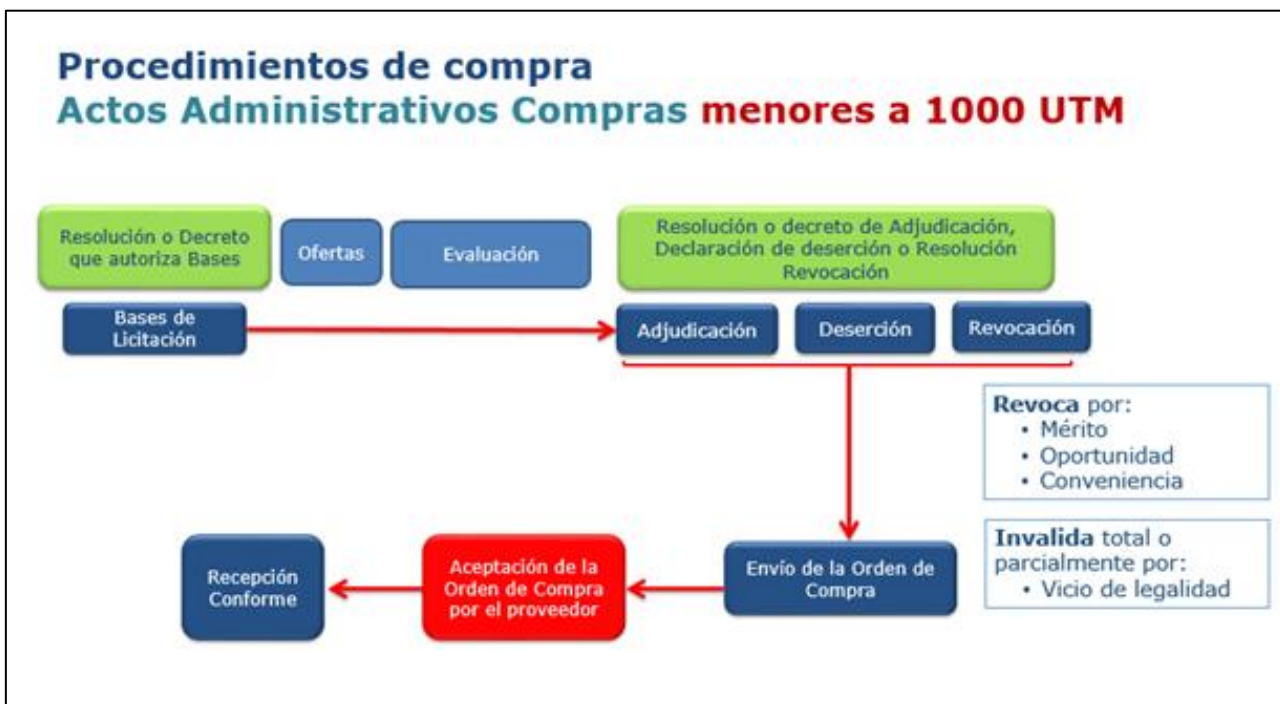 Procedimientos de compra
Actos Administrativos Compras menores a 1000 UTM
Resolución o Decreto
que autoriza Bases
Ofertas
Evaluación
Resolución o decreto de Adjudicación,
Declaración de deserción o Resolución
Revocación
Bases de
Licitación
Adjudicación
Deserción
Revocación
Revoca por:
• Mérito
• Oportunidad
• Conveniencia
Invalida total o
parcialmente por:
• Vicio de legalidad
Recepción
Conforme
Aceptación de la
Orden de Compra
por el proveedor
Envío de la Orden de
Compra